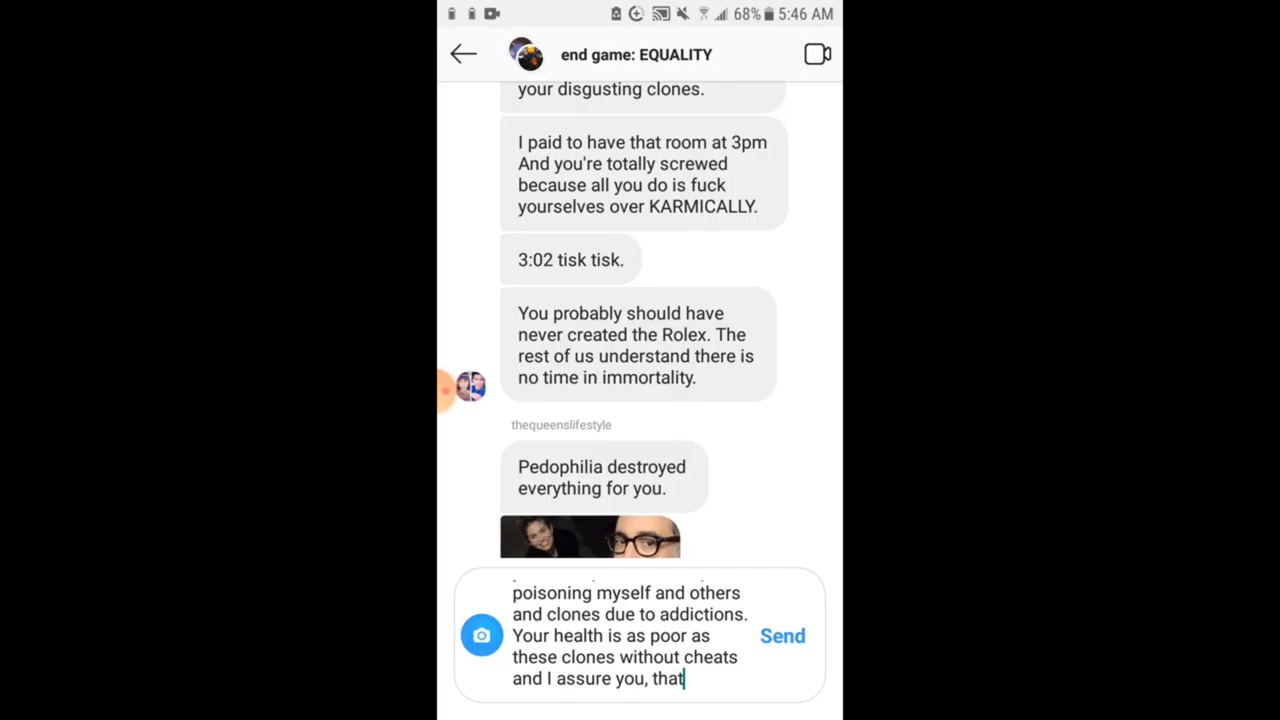 68% 5:46 AM
end game: EQUALITY
your disgusting clones.
I paid to have that room at 3pm
And you're totally screwed
because all you do is fuck
yourselves over KARMICALLY.
3:02 tisk tisk.
You probably should have
never created the Rolex. The
rest of us understand there is
no time in immortality.
thequeenslifestyle
Pedophilia destroyed
everything for you.
poisoning myself and others
and clones due to addictions.
Your health is as poor as
these clones without cheats
and I assure you, that
Send